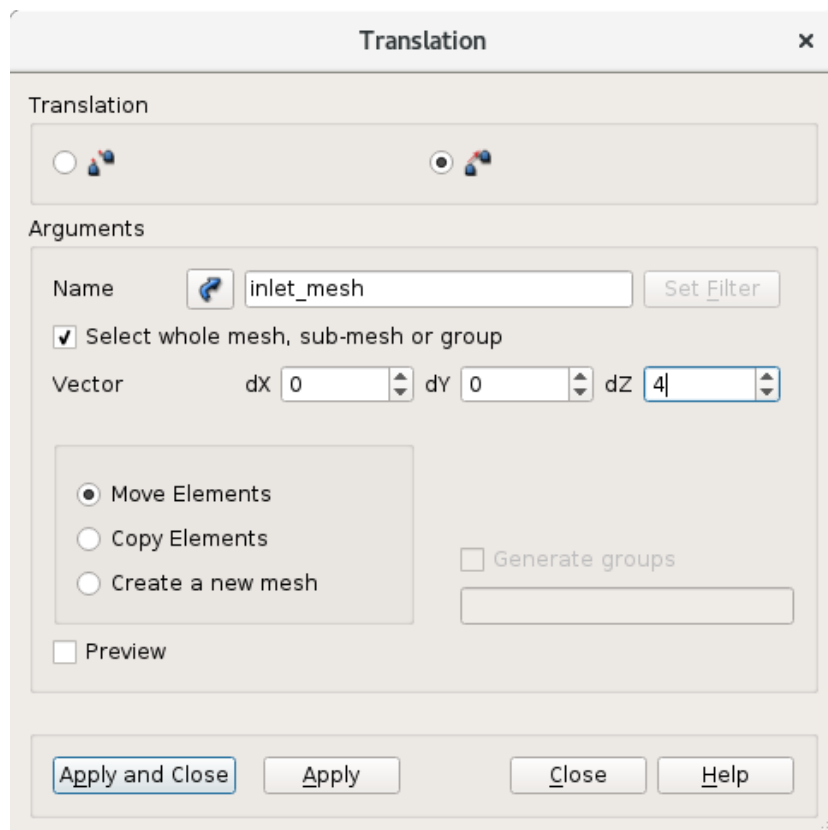 Translation
Translation
Arguments
Name inlet_mesh Set Filter
Select whole mesh, sub-mesh or group
Vector dX 0 dY 0 dZ 4
Move Elements
Copy Elements
Generate groups
Create a new mesh
Preview
Apply and Close Apply Close Help